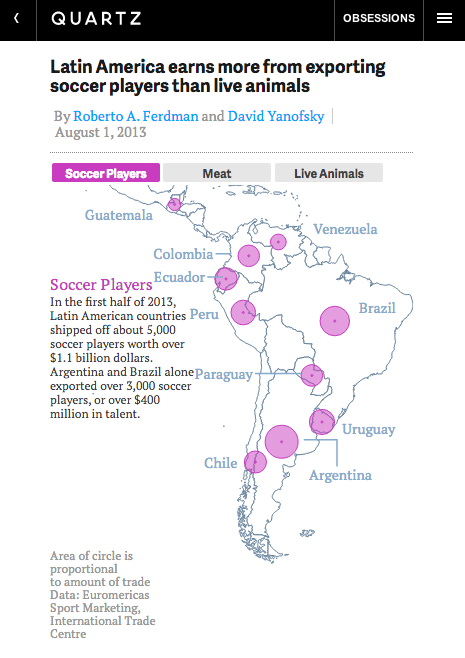 QUARTZ
OBSESSIONS
Latin America earns more from exporting
soccer players than live animals
By Roberto A. Ferdman and David Yanofsky
August 1, 2013
Soccer Players
Meat
Live Animals
Guatemala
Venezuela
Colombia
Ecuador
Soccer Players
In the first half of 2013,
Latin American countries
shipped off about 5,000
soccer players worth over
$1.1 billion dollars.
Argentina and Brazil alone
exported over 3,000 soccer
players, or over $400
million in talent.
Peru
Brazil
Paraguay
Uruguay
Chile
Argentina
Area of circle is
proportional
to amount of trade
Data: Euromericas
Sport Marketing,
International Trade
Centre